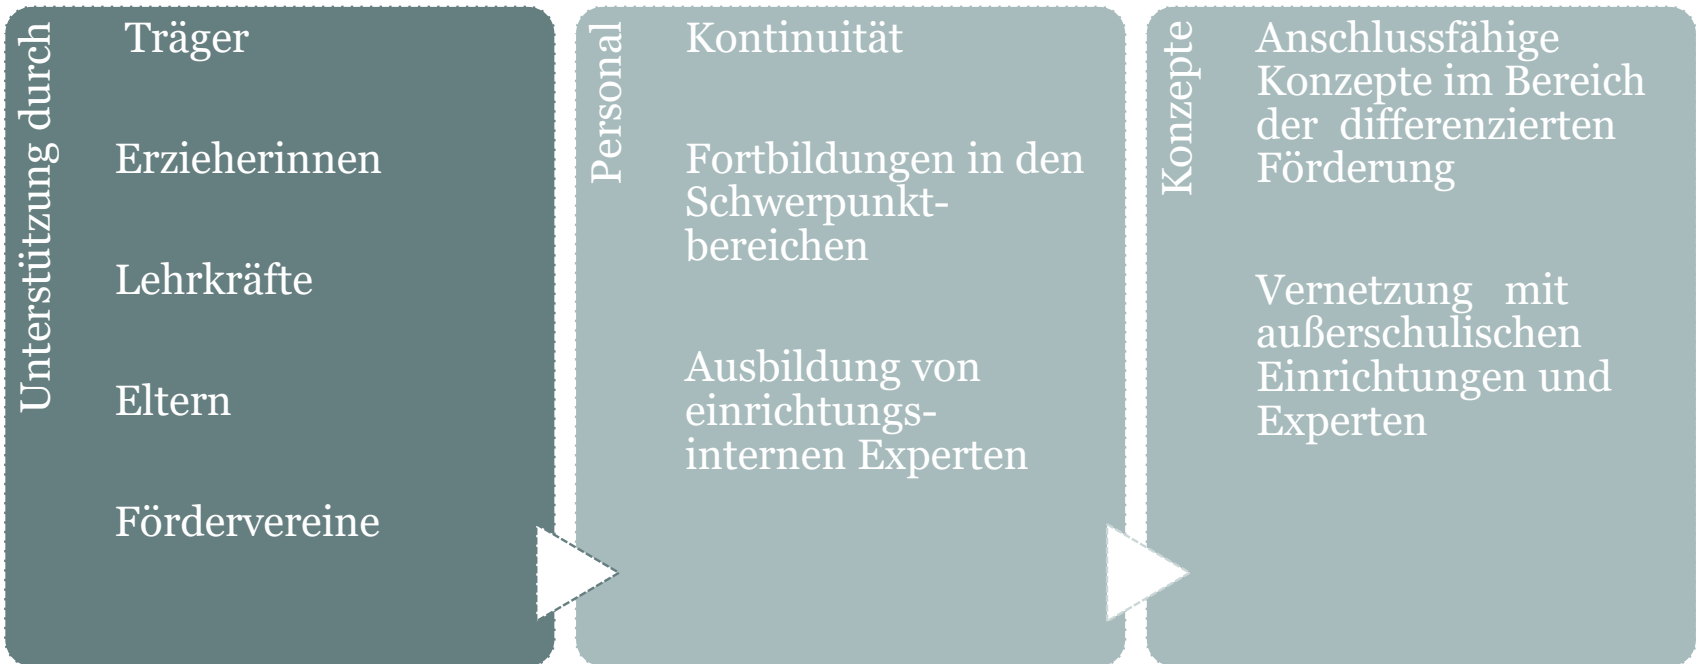 Unterstützung durch
Träger
Erzieherinnen
Lehrkräfte
Eltern
Fördervereine
Personal
Kontinuität
Fortbildungen in den
Schwerpunkt-
bereichen
Ausbildung von
einrichtungs-
internen Experten
Konzepte
Anschlussfähige
Konzepte im Bereich
der differenzierten
Förderung
Vernetzung mit
außerschulischen
Einrichtungen und
Experten